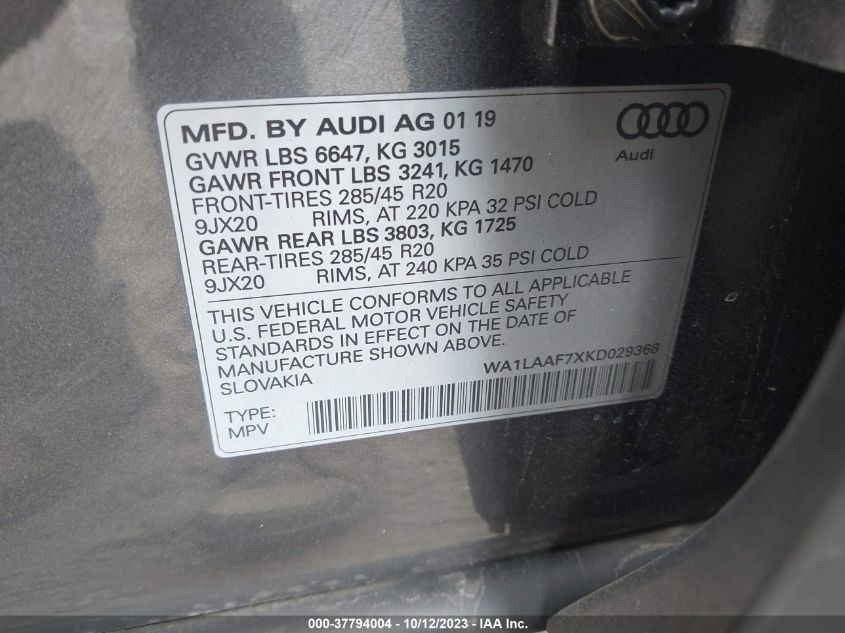 MFD. BY AUDI AG 01 19
Audi
GVWR LBS 6647, KG 3015
GAWR FRONT LBS 3241, KG 1470
FRONT-TIRES 285/45 R20
9JX20 RIMS, AT 220 KPA 32 PSI COLD
GAWR REAR LBS 3803, KG 1725
REAR-TIRES 285/45 R20
9JX20 RIMS, AT 240 KPA 35 PSI COLD
THIS VEHICLE CONFORMS TO ALL APPLICABLE
U.S. FEDERAL MOTOR VEHICLE SAFETY
STANDARDS IN EFFECT ON THE DATE OF
MANUFACTURE SHOWN ABOVE.
SLOVAKIA
WA1LAAF7XKD029368
TYPE:
MPV
000-37794004 - 10/12/2023 - IAA Inc.